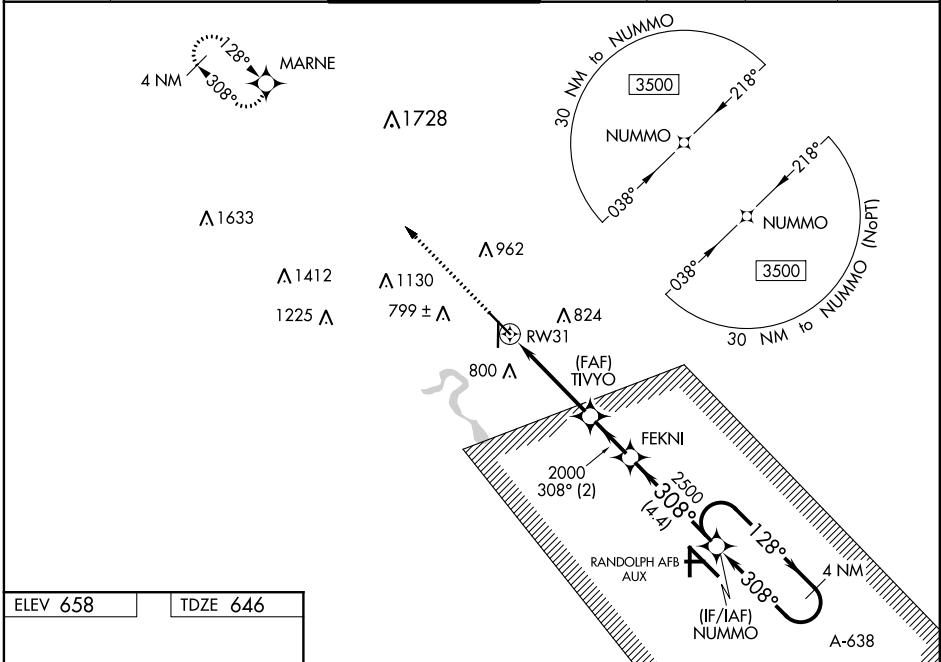 128°
MARNE
4 NM
308°
1728
30 NM to NUMMO
3500
218°
NUMMO
038°
218°
NUMMO
038°
3500
30 NM to NUMMO (NoPT)
1633
962
1412
1130
1225
799 ±
824
RW31
800
(FAF)
TIVYO
FEKNI
2000
308° (2)
2500
308°
(4.4)
128°
RANDOLPH AFB
AUX
4 NM
308°
(IF/IAF)
NUMMO
A-638
ELEV 658
TDZE 646